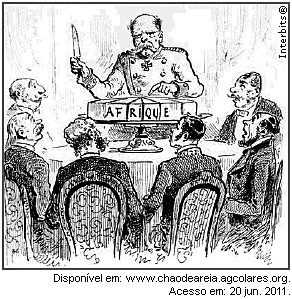 Interbits®
AFRIQUE
Disponível em: www.chaodeareia.agcolares.org.
Acesso em: 20 jun. 2011.